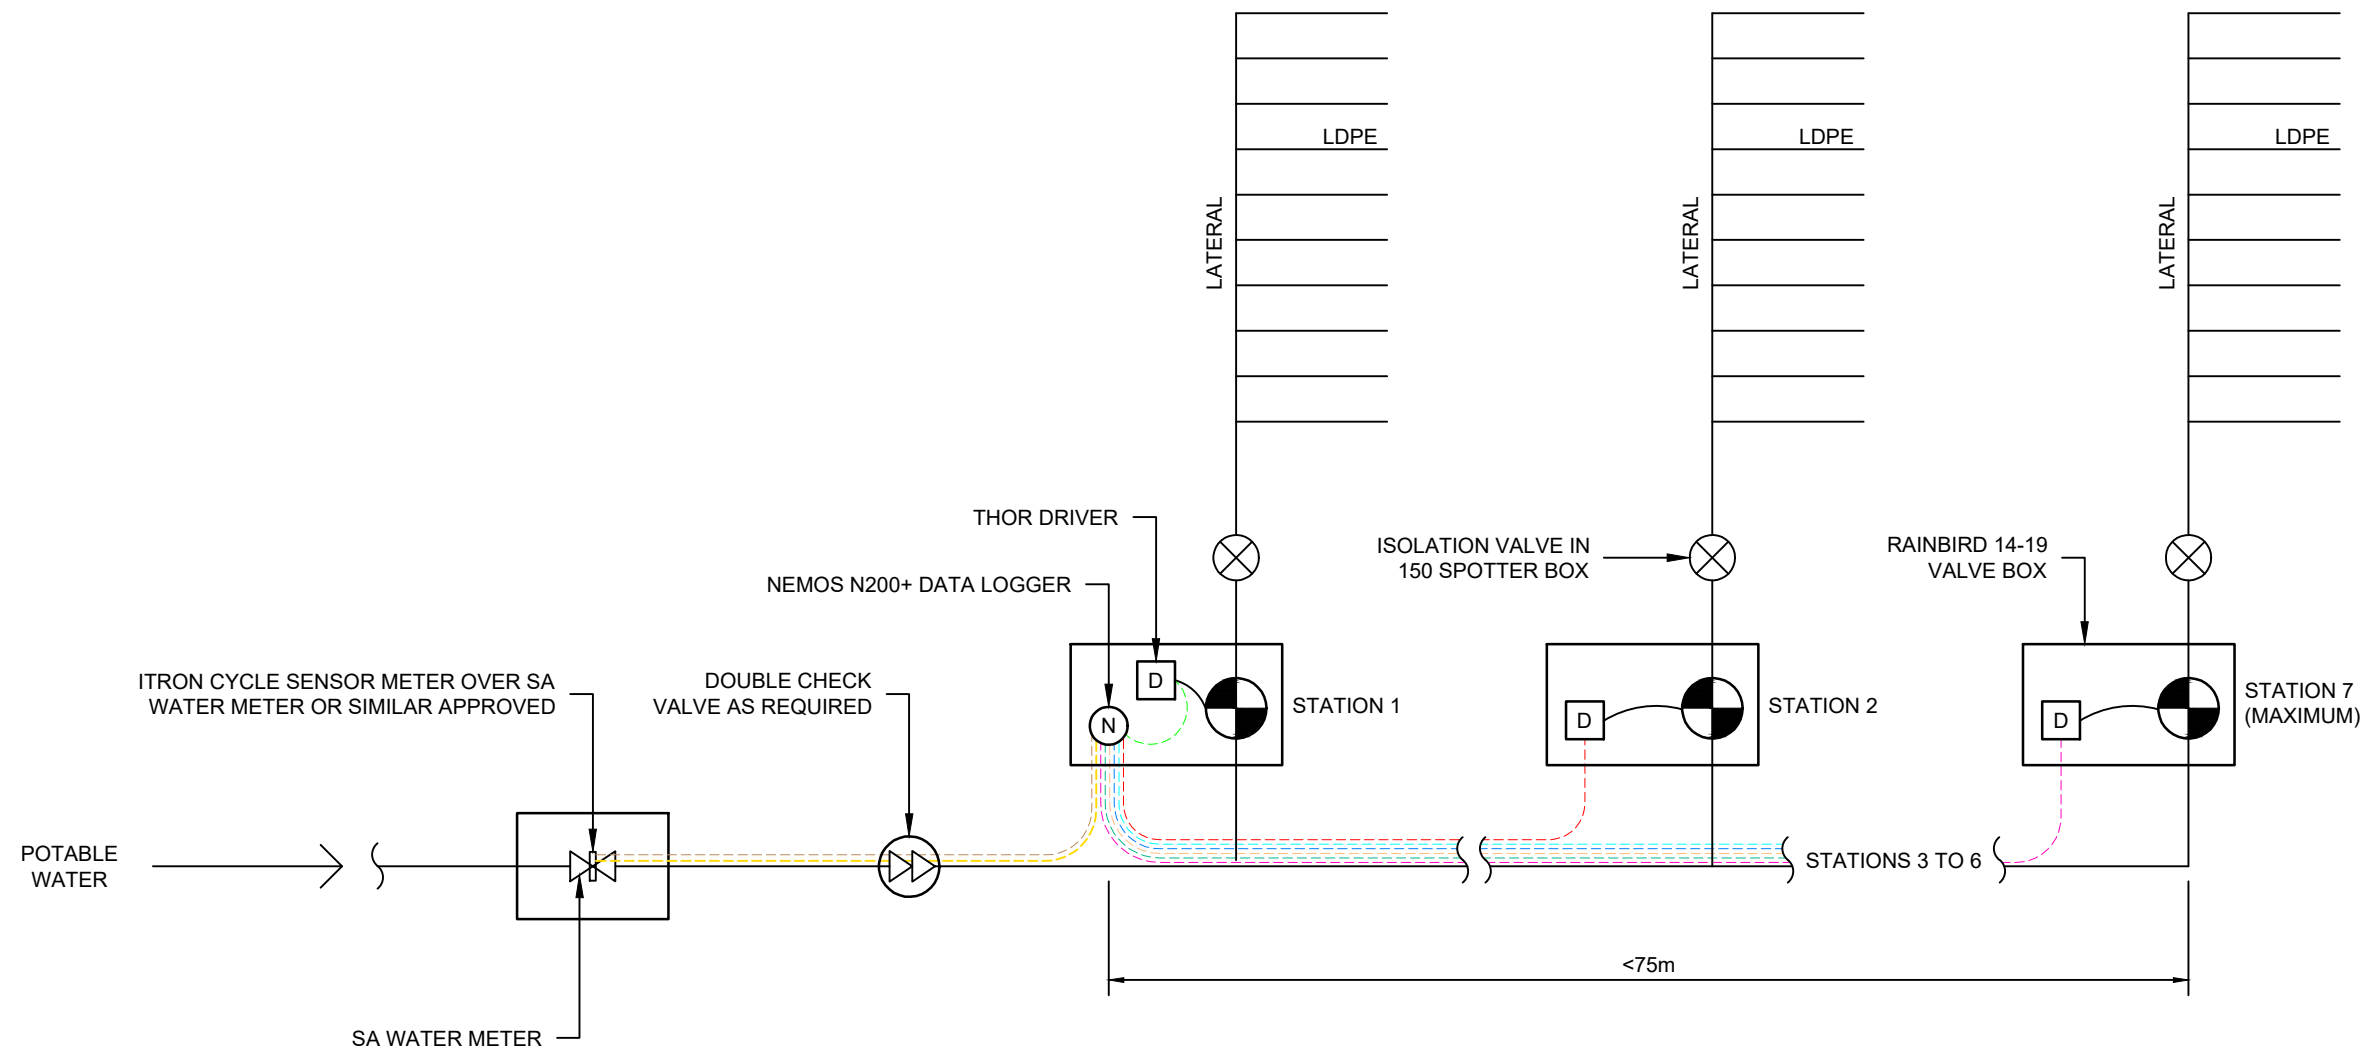 LDPE
LDPE
LDPE
LATERAL
LATERAL
LATERAL
THOR DRIVER
ISOLATION VALVE IN
150 SPOTTER BOX
RAINBIRD 14-19
VALVE BOX
NEMOS N200+ DATA LOGGER
ITRON CYCLE SENSOR METER OVER SA
WATER METER OR SIMILAR APPROVED
DOUBLE CHECK
VALVE AS REQUIRED
D
N
STATION 1
D
STATION 2
D
STATION 7
(MAXIMUM)
POTABLE
WATER
STATIONS 3 TO 6
<75m
SA WATER METER